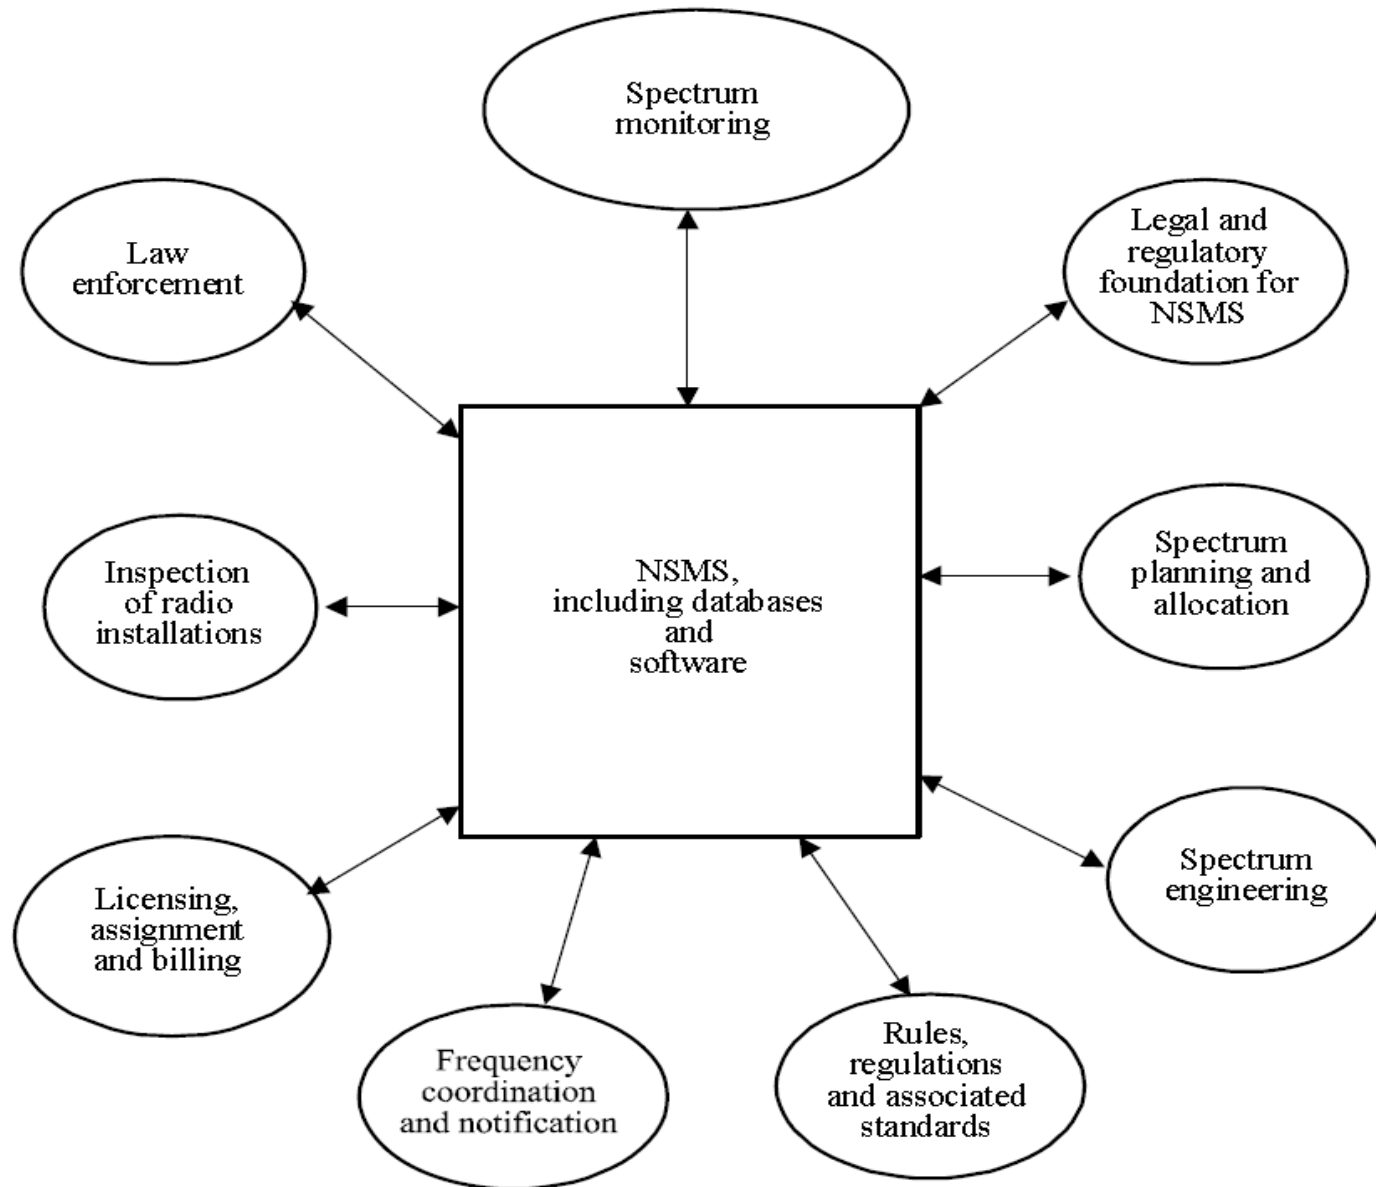 Spectrum
monitoring
Law
enforcement
Legal and
regulatory
foundation for
NSMS
Inspection
of radio
installations
NSMS,
including databases
and
software
Spectrum
planning and
allocation
Licensing,
assignment
and billing
Spectrum
engineering
Frequency
coordination
and notification
Rules,
regulations
and associated
standards